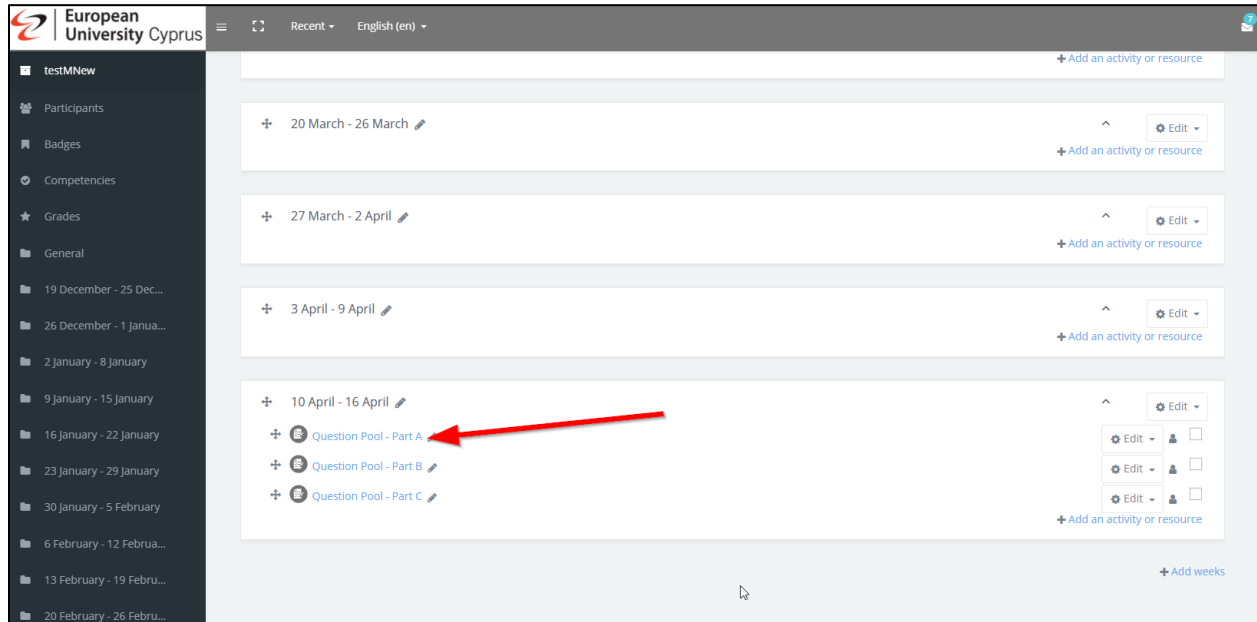 European
University Cyprus
Recent
English (en)
7
testMNew
Participants
Badges
Competencies
Grades
General
19 December - 25 Dec...
26 December - 1 Janua...
2 January - 8 January
9 January - 15 January
16 January - 22 January
23 January - 29 January
30 January - 5 February
6 February - 12 Februa...
13 February - 19 Febru...
20 February - 26 Febru...
+ Add an activity or resource
20 March - 26 March
Edit
+ Add an activity or resource
27 March - 2 April
Edit
+ Add an activity or resource
3 April - 9 April
Edit
+ Add an activity or resource
10 April - 16 April
Edit
Question Pool - Part A
Edit
Question Pool - Part B
Edit
Question Pool - Part C
Edit
+ Add an activity or resource
+ Add weeks